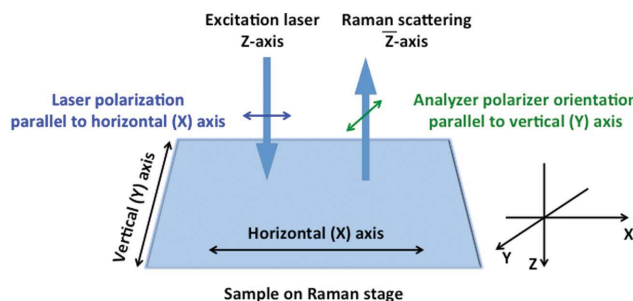 Excitation laser
Z-axis
Raman scattering
Z̅-axis
Laser polarization
parallel to horizontal (X) axis
Analyzer polarizer orientation
parallel to vertical (Y) axis
Vertical (Y) axis
Horizontal (X) axis
X
Y
Z
Sample on Raman stage